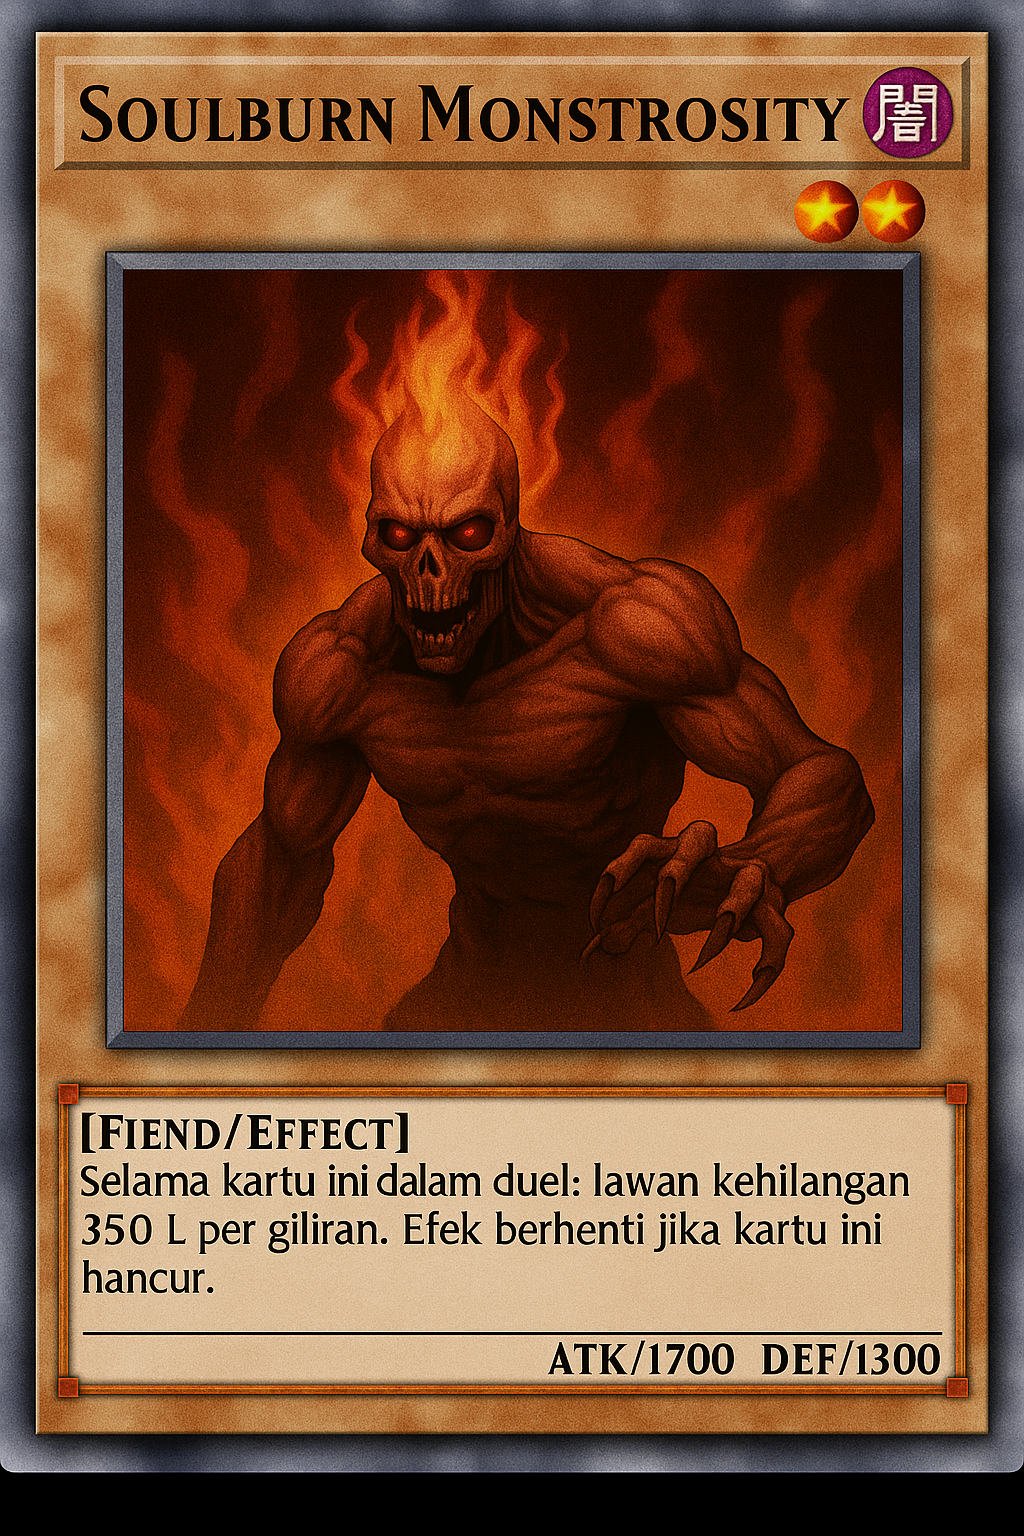 SOULBURN MONSTROSITY 闇
[FIEND/EFFECT]
Selama kartu ini dalam duel: lawan kehilangan
350 L per giliran. Efek berhenti jika kartu ini
hancur.
ATK/1700 DEF/1300